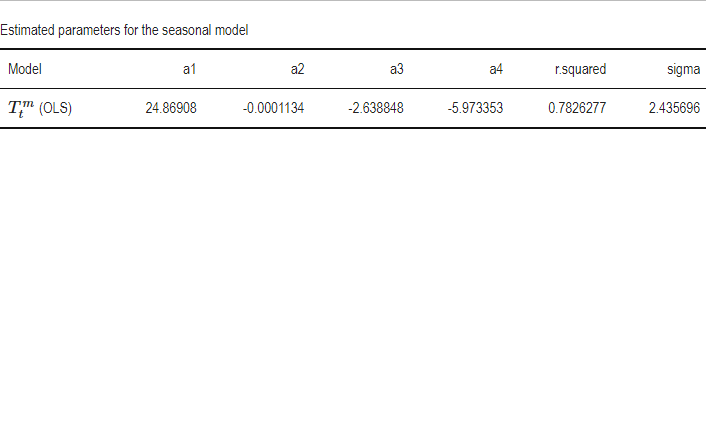 Estimated parameters for the seasonal model
Model a1 a2 a3 a4 r.squared sigma
T_t^m (OLS) 24.86908 -0.0001134 -2.638848 -5.973353 0.7826277 2.435696